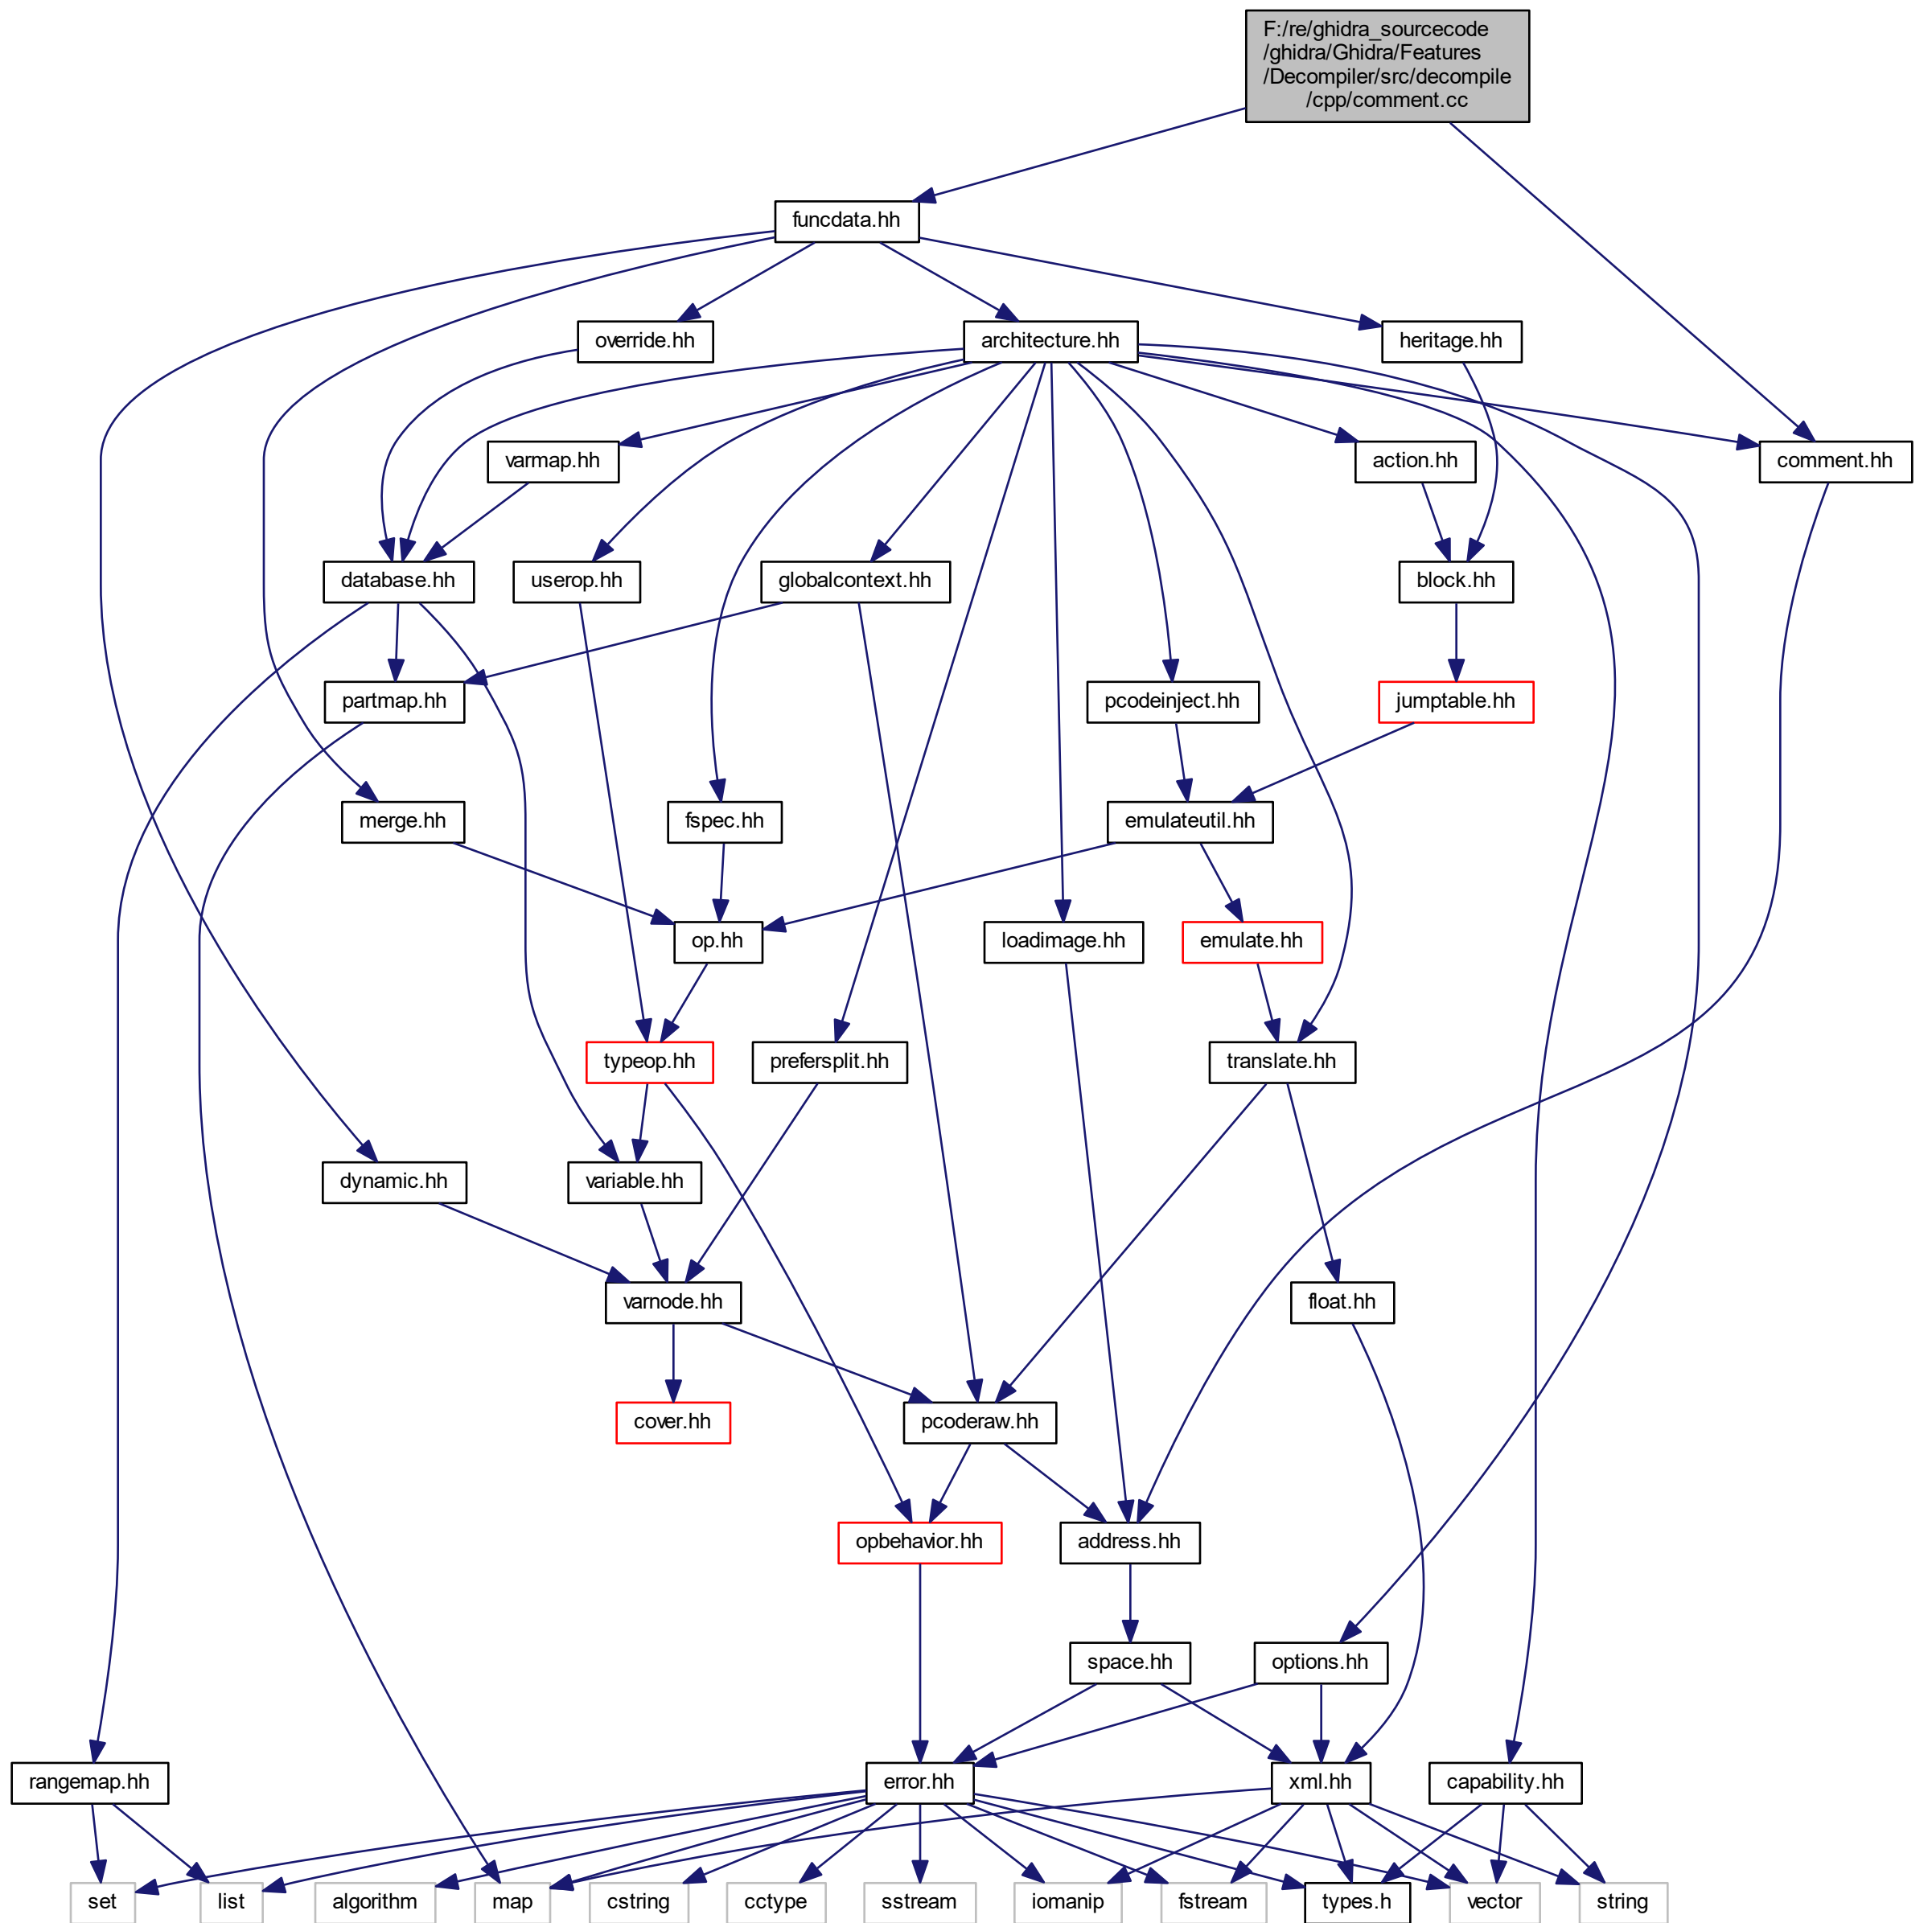 F:/re/ghidra_sourcecode
/ghidra/Ghidra/Features
/Decompiler/src/decompile
/cpp/comment.cc
funcdata.hh
override.hh
architecture.hh
heritage.hh
varmap.hh
action.hh
comment.hh
database.hh
userop.hh
globalcontext.hh
block.hh
partmap.hh
pcodeinject.hh
jumptable.hh
merge.hh
fspec.hh
emulateutil.hh
op.hh
loadimage.hh
emulate.hh
typeop.hh
prefersplit.hh
translate.hh
dynamic.hh
variable.hh
varnode.hh
float.hh
cover.hh
pcoderaw.hh
opbehavior.hh
address.hh
space.hh
options.hh
rangemap.hh
error.hh
xml.hh
capability.hh
set
list
algorithm
map
cstring
cctype
sstream
iomanip
fstream
types.h
vector
string